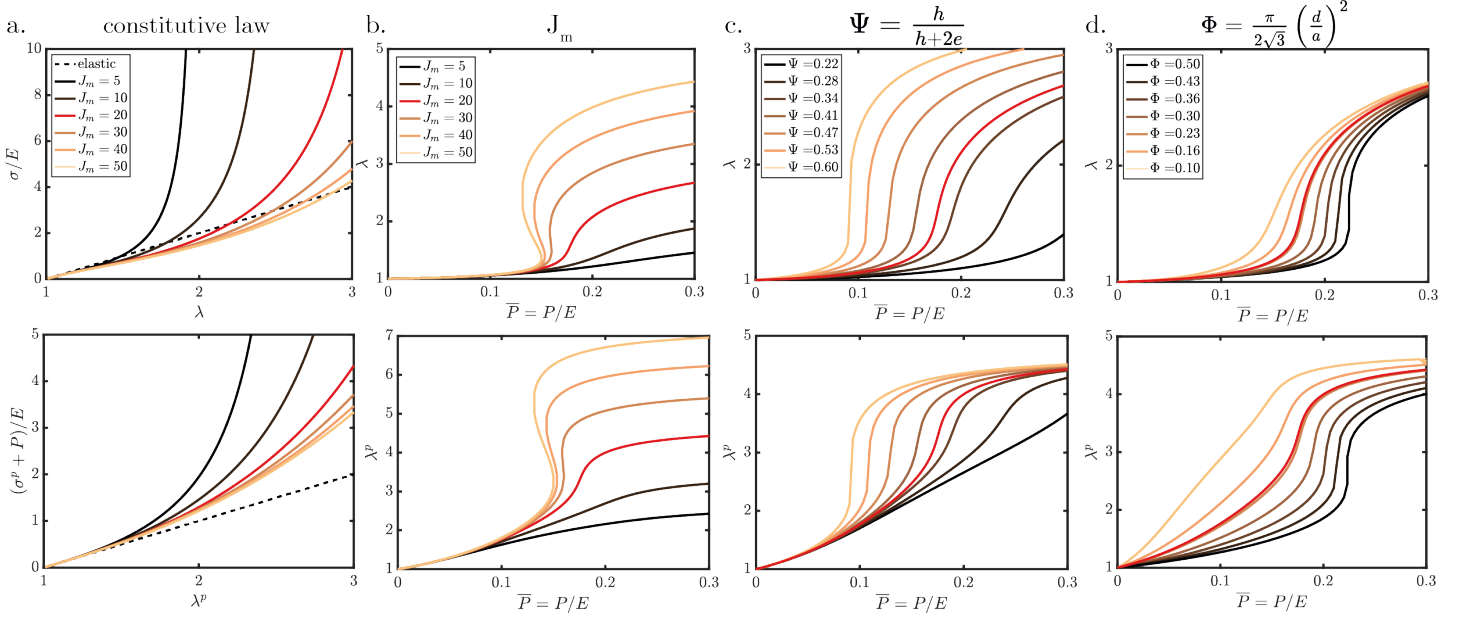 a.
constitutive law
b.
J_m
c.
Ψ = h/(h+2e)
d.
Φ = π/(2√3) (d/a)^2
10
8
6
4
2
0
σ/E
elastic
J_m = 5
J_m = 10
J_m = 20
J_m = 30
J_m = 40
J_m = 50
1
2
3
λ
5
4
3
2
1
λ
J_m = 5
J_m = 10
J_m = 20
J_m = 30
J_m = 40
J_m = 50
0
0.1
0.2
0.3
P̅ = P/E
3
2
1
λ
Ψ =0.22
Ψ =0.28
Ψ =0.34
Ψ =0.41
Ψ =0.47
Ψ =0.53
Ψ =0.60
0
0.1
0.2
0.3
P̅ = P/E
3
2
1
λ
Φ =0.50
Φ =0.43
Φ =0.36
Φ =0.30
Φ =0.23
Φ =0.16
Φ =0.10
0
0.1
0.2
0.3
P̅ = P/E
5
4
3
2
1
0
(σ^p + P)/E
1
2
3
λ^p
7
6
5
4
3
2
1
λ^p
0
0.1
0.2
0.3
P̅ = P/E
5
4
3
2
1
λ^p
0
0.1
0.2
0.3
P̅ = P/E
5
4
3
2
1
λ^p
0
0.1
0.2
0.3
P̅ = P/E